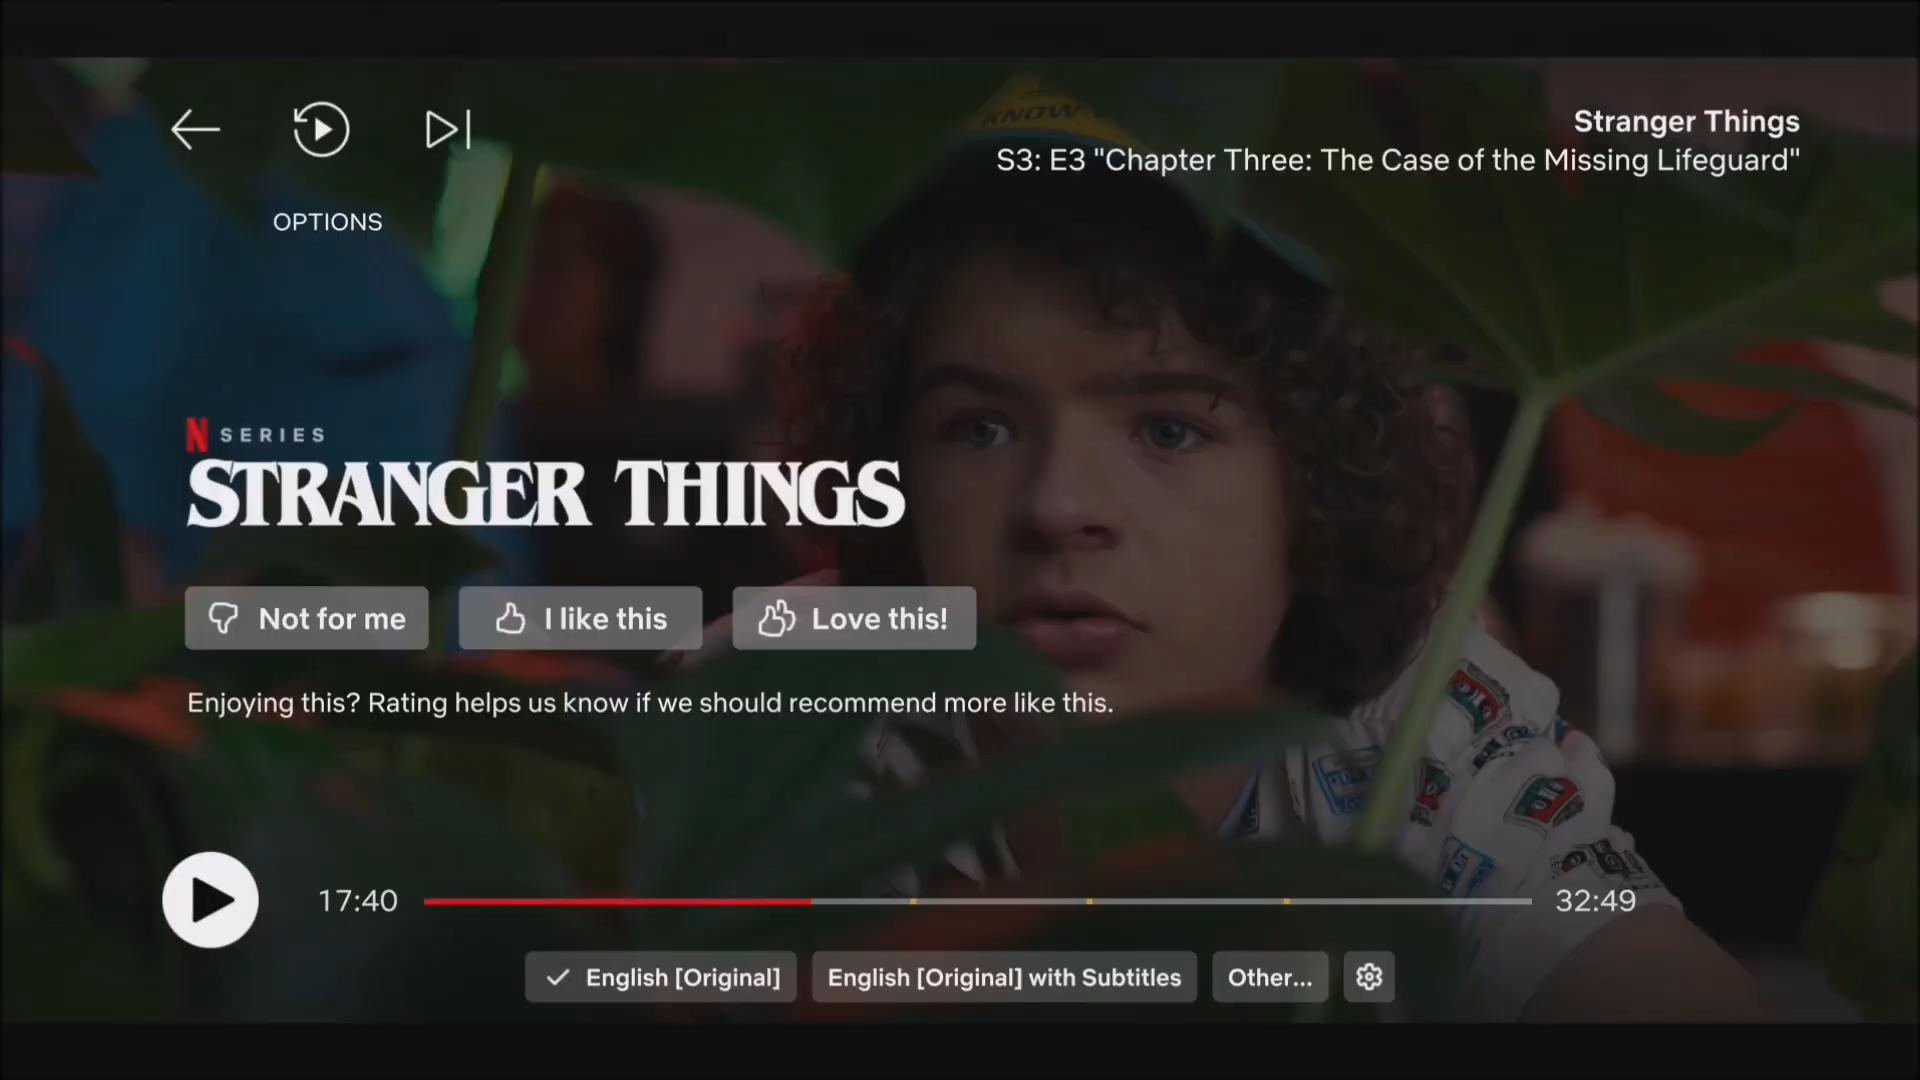 KNOW
Stranger Things
S3: E3 "Chapter Three: The Case of the Missing Lifeguard"
OPTIONS
N SERIES
STRANGER THINGS
Not for me
I like this
Love this!
Enjoying this? Rating helps us know if we should recommend more like this.
17:40
32:49
English [Original]
English [Original] with Subtitles
Other...